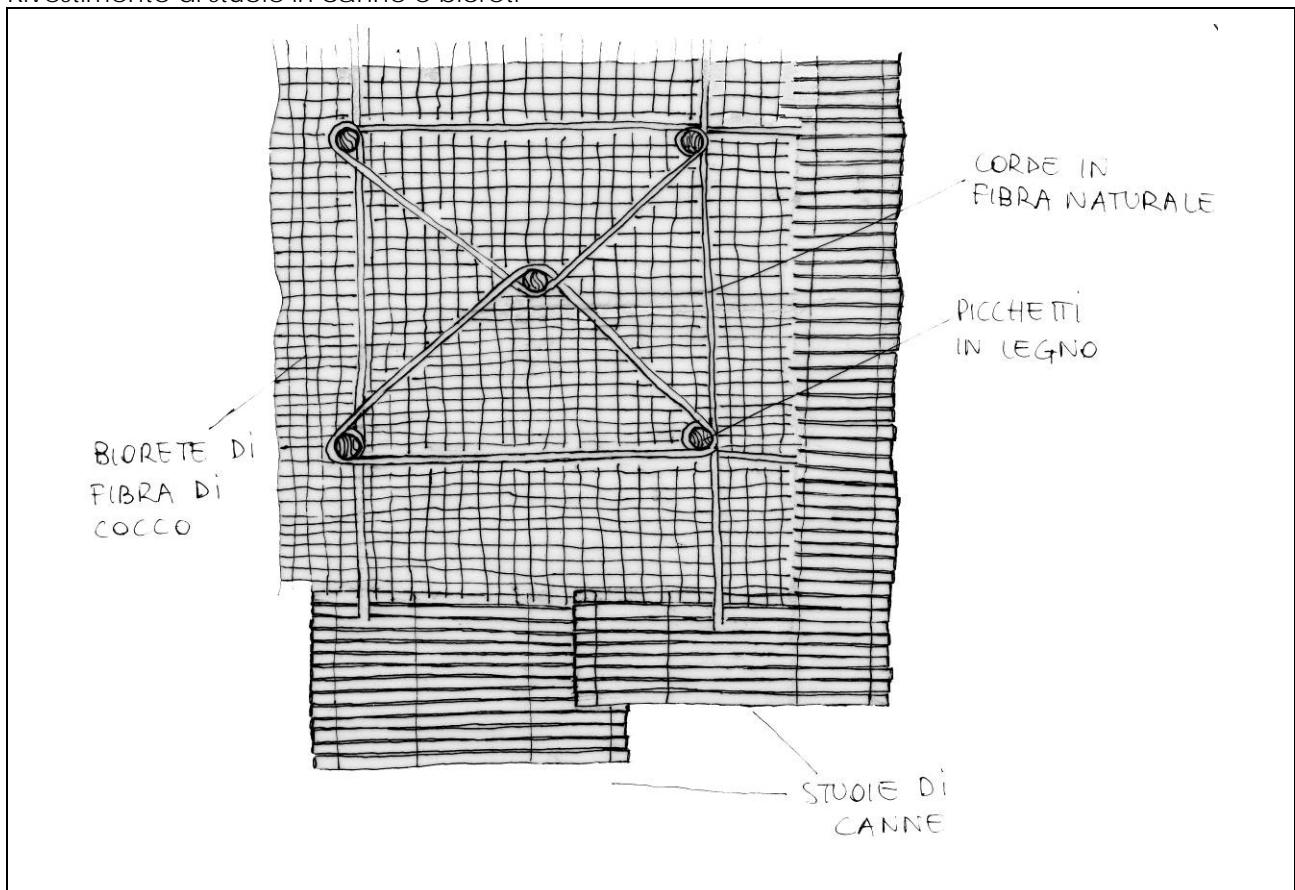 Rivestimento di stuoie in canne e bioreti
CORDE IN
FIBRA NATURALE
PICCHETTI
IN LEGNO
BIORETE Di
FIBRA Di
COCCO
STUOIE Di
CANNE